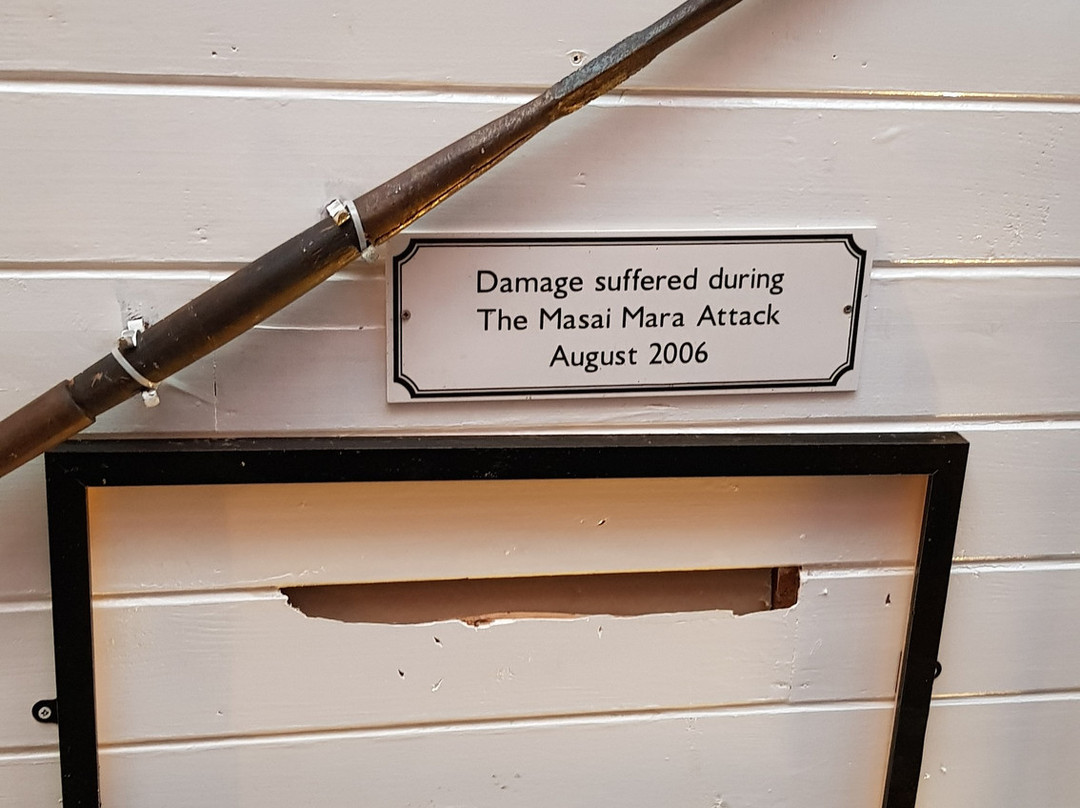 Damage suffered during
The Masai Mara Attack
August 2006